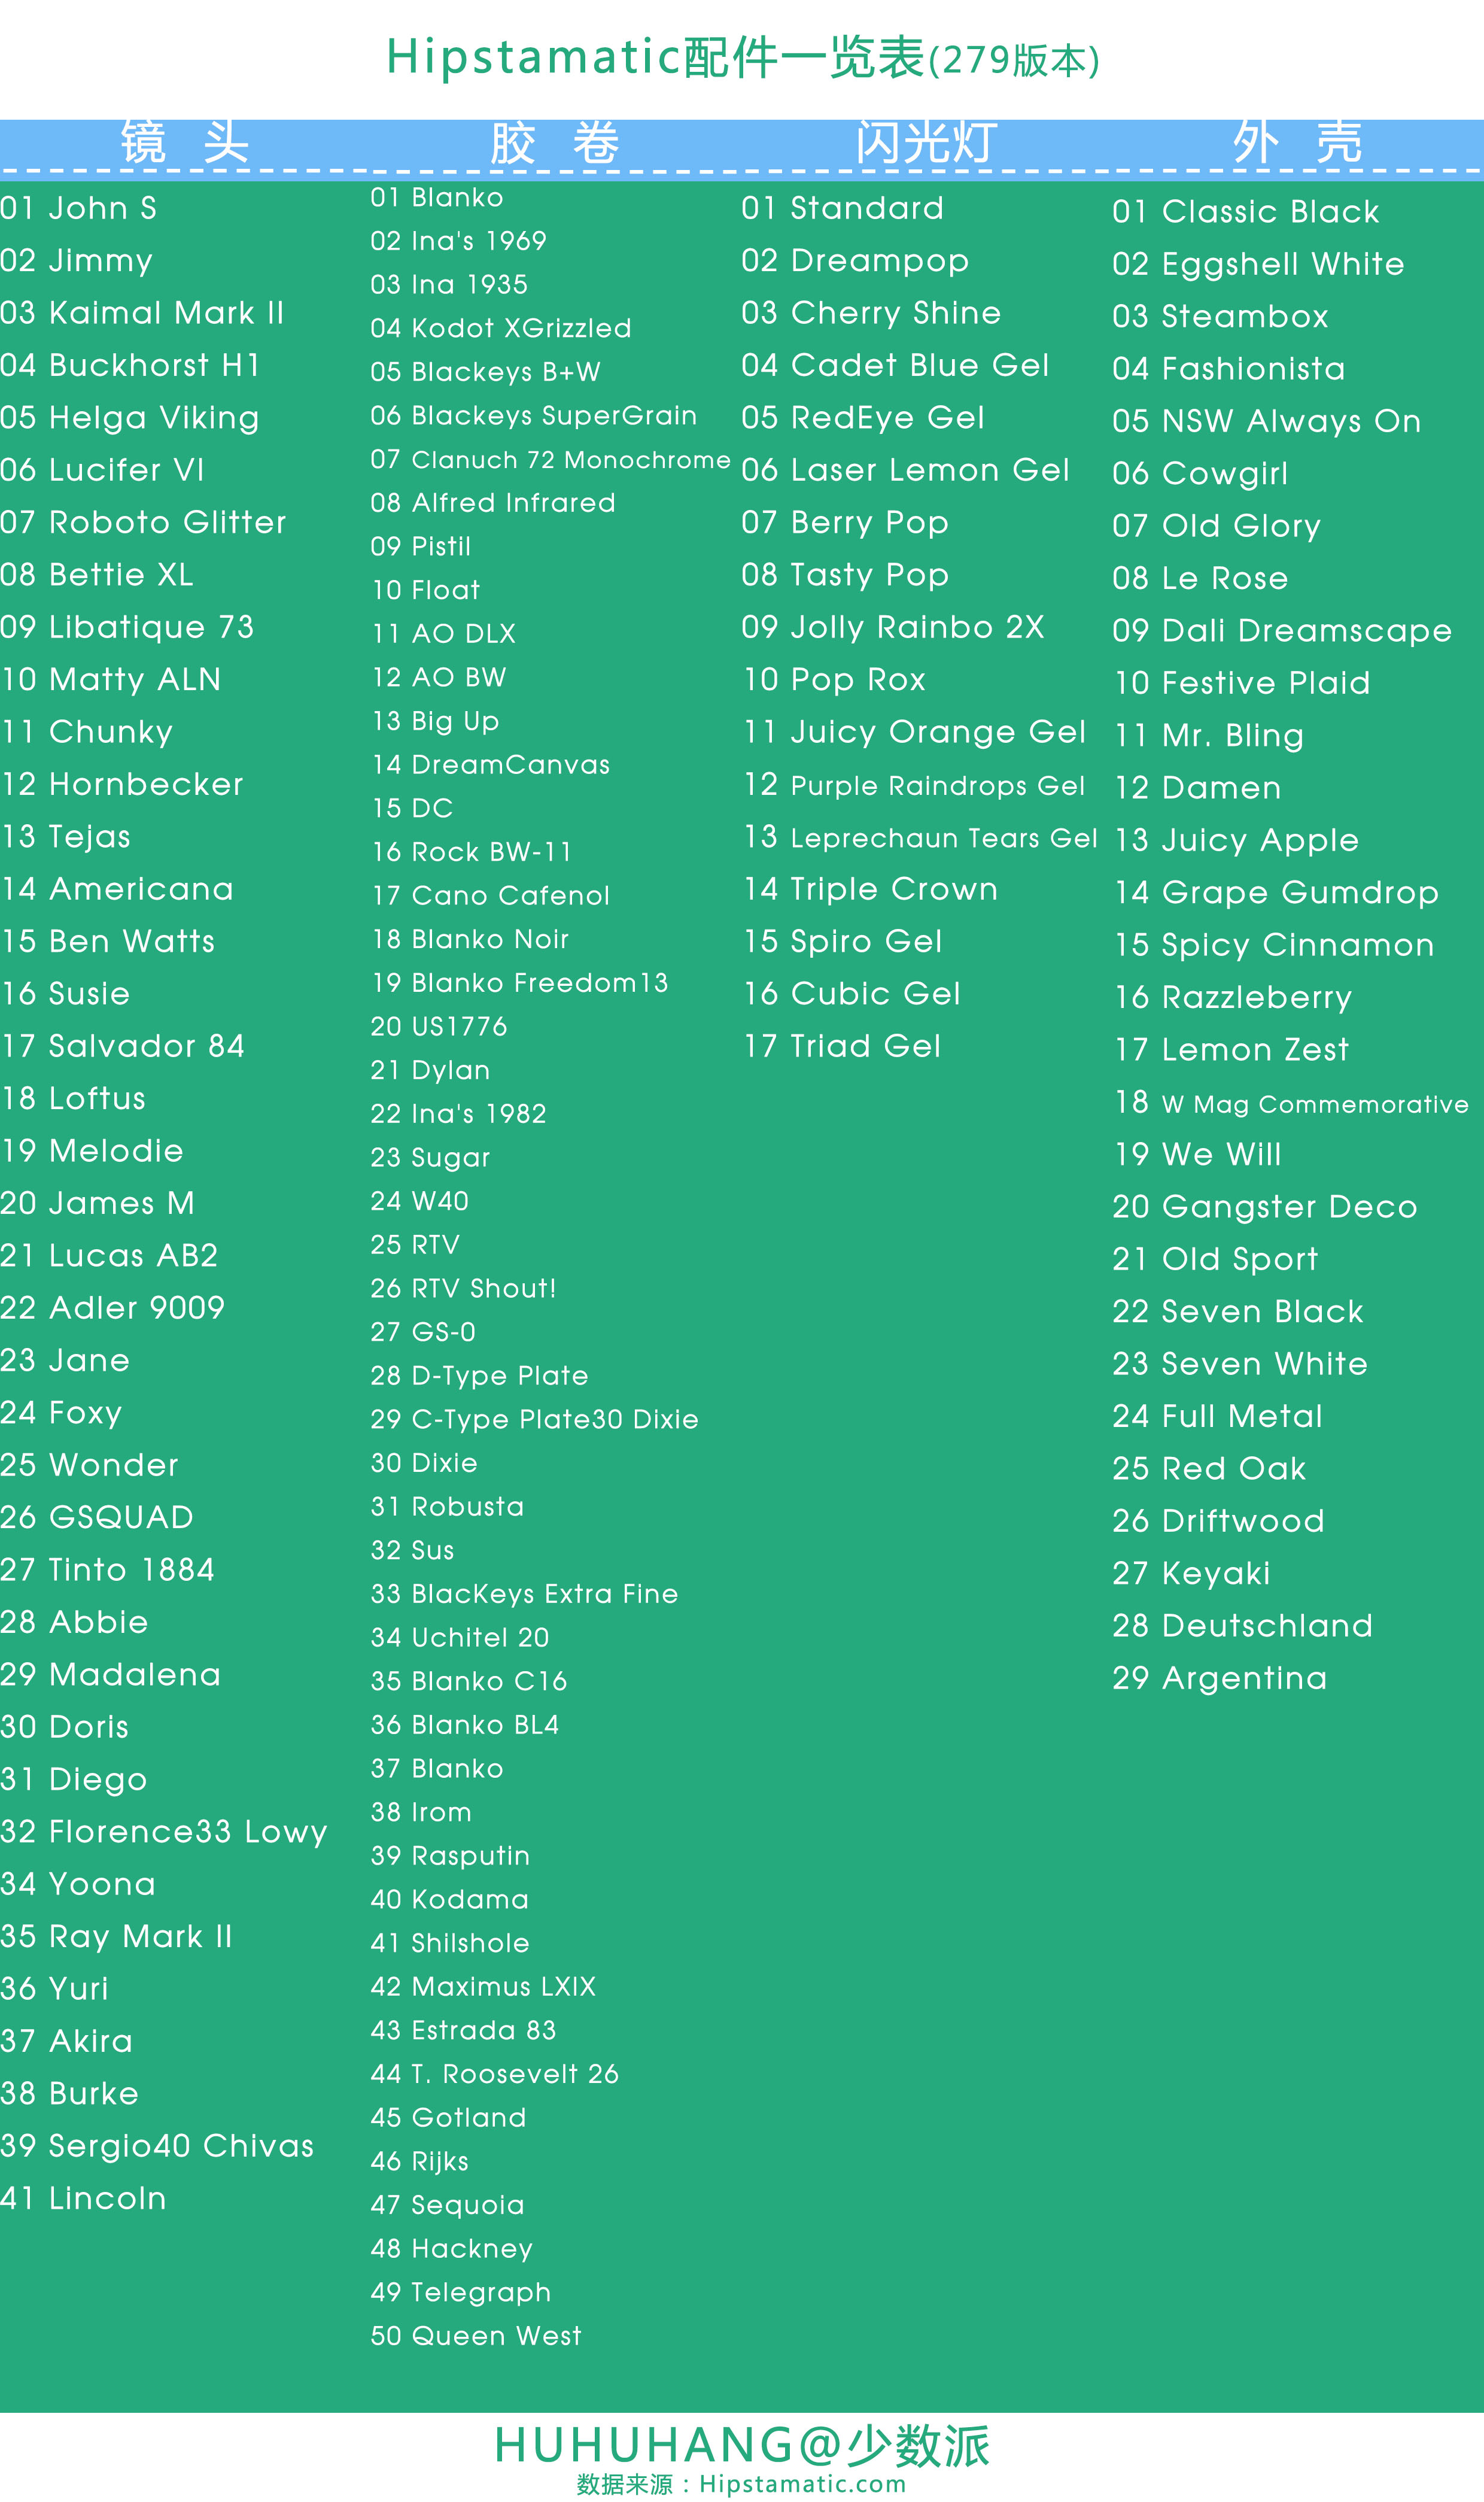 Hipstamatic配件一览表(279版本)
镜 头
01 John S
02 Jimmy
03 Kaimal Mark II
04 Buckhorst H1
05 Helga Viking
06 Lucifer VI
07 Roboto Glitter
08 Bettie XL
09 Libatique 73
10 Matty ALN
11 Chunky
12 Hornbecker
13 Tejas
14 Americana
15 Ben Watts
16 Susie
17 Salvador 84
18 Loftus
19 Melodie
20 James M
21 Lucas AB2
22 Adler 9009
23 Jane
24 Foxy
25 Wonder
26 GSQUAD
27 Tinto 1884
28 Abbie
29 Madalena
30 Doris
31 Diego
32 Florence33 Lowy
34 Yoona
35 Ray Mark II
36 Yuri
37 Akira
38 Burke
39 Sergio40 Chivas
41 Lincoln
胶 卷
01 Blanko
02 Ina's 1969
03 Ina 1935
04 Kodot XGrizzled
05 Blackeys B+W
06 Blackeys SuperGrain
07 Clanuch 72 Monochrome
08 Alfred Infrared
09 Pistil
10 Float
11 AO DLX
12 AO BW
13 Big Up
14 DreamCanvas
15 DC
16 Rock BW-11
17 Cano Cafenol
18 Blanko Noir
19 Blanko Freedom13
20 US1776
21 Dylan
22 Ina's 1982
23 Sugar
24 W40
25 RTV
26 RTV Shout!
27 GS-0
28 D-Type Plate
29 C-Type Plate30 Dixie
30 Dixie
31 Robusta
32 Sus
33 BlacKeys Extra Fine
34 Uchitel 20
35 Blanko C16
36 Blanko BL4
37 Blanko
38 Irom
39 Rasputin
40 Kodama
41 Shilshole
42 Maximus LXIX
43 Estrada 83
44 T. Roosevelt 26
45 Gotland
46 Rijks
47 Sequoia
48 Hackney
49 Telegraph
50 Queen West
闪光灯
01 Standard
02 Dreampop
03 Cherry Shine
04 Cadet Blue Gel
05 RedEye Gel
06 Laser Lemon Gel
07 Berry Pop
08 Tasty Pop
09 Jolly Rainbo 2X
10 Pop Rox
11 Juicy Orange Gel
12 Purple Raindrops Gel
13 Leprechaun Tears Gel
14 Triple Crown
15 Spiro Gel
16 Cubic Gel
17 Triad Gel
外 壳
01 Classic Black
02 Eggshell White
03 Steambox
04 Fashionista
05 NSW Always On
06 Cowgirl
07 Old Glory
08 Le Rose
09 Dali Dreamscape
10 Festive Plaid
11 Mr. Bling
12 Damen
13 Juicy Apple
14 Grape Gumdrop
15 Spicy Cinnamon
16 Razzleberry
17 Lemon Zest
18 W Mag Commemorative
19 We Will
20 Gangster Deco
21 Old Sport
22 Seven Black
23 Seven White
24 Full Metal
25 Red Oak
26 Driftwood
27 Keyaki
28 Deutschland
29 Argentina
HUHUHANG@少数派
数据来源：Hipstamatic.com